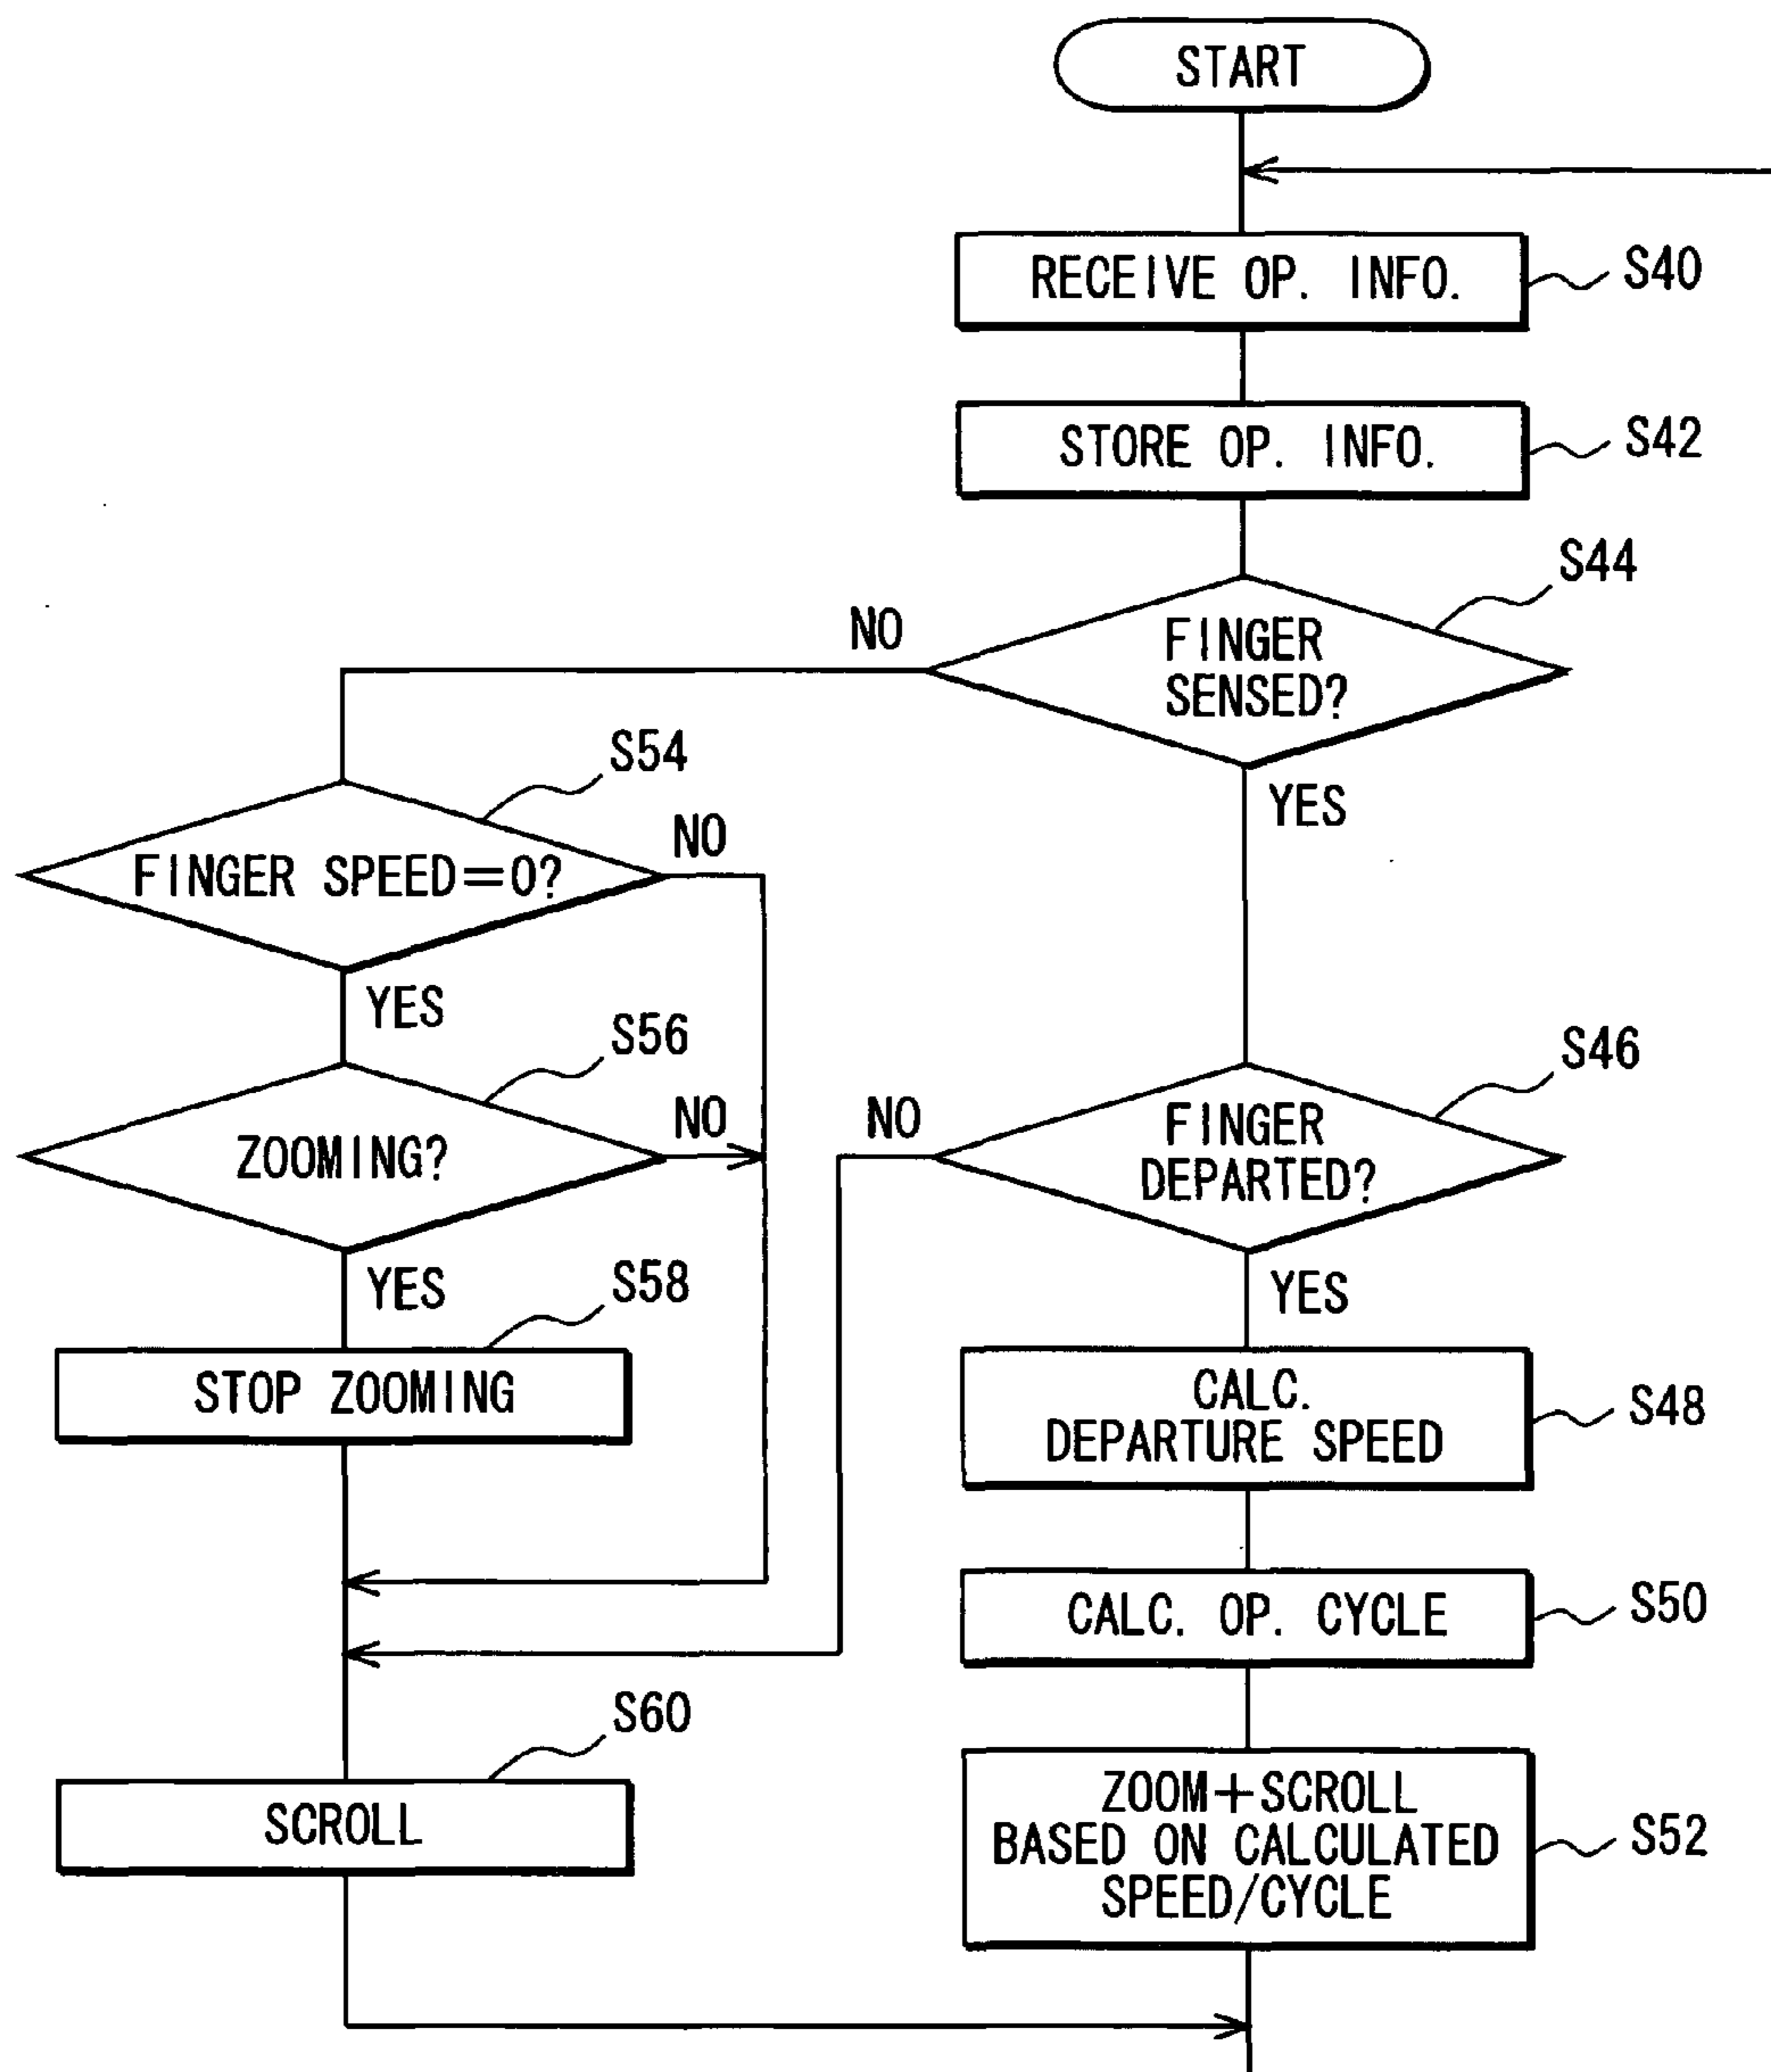 START
RECEIVE OP. INFO.
S40
STORE OP. INFO.
S42
S44
NO
FINGER
SENSED?
YES
S54
NO
FINGER SPEED=0?
YES
S56
NO
ZOOMING?
YES
S46
NO
FINGER
DEPARTED?
YES
S58
STOP ZOOMING
CALC.
DEPARTURE SPEED
S48
CALC. OP. CYCLE
S50
S60
SCROLL
ZOOM+SCROLL
BASED ON CALCULATED
SPEED/CYCLE
S52